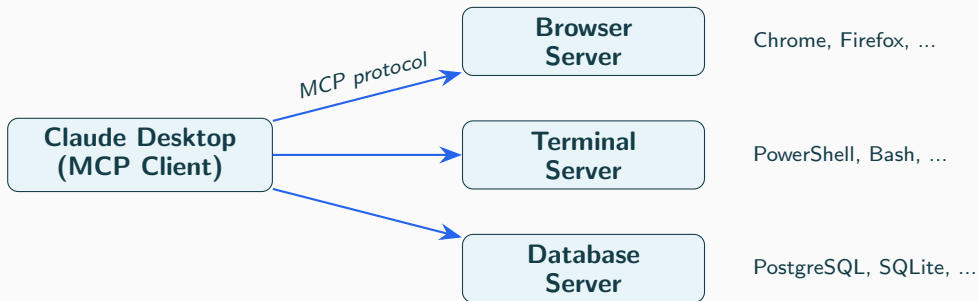 Browser
Server
Chrome, Firefox, ...
MCP protocol
Claude Desktop
(MCP Client)
Terminal
Server
PowerShell, Bash, ...
Database
Server
PostgreSQL, SQLite, ...